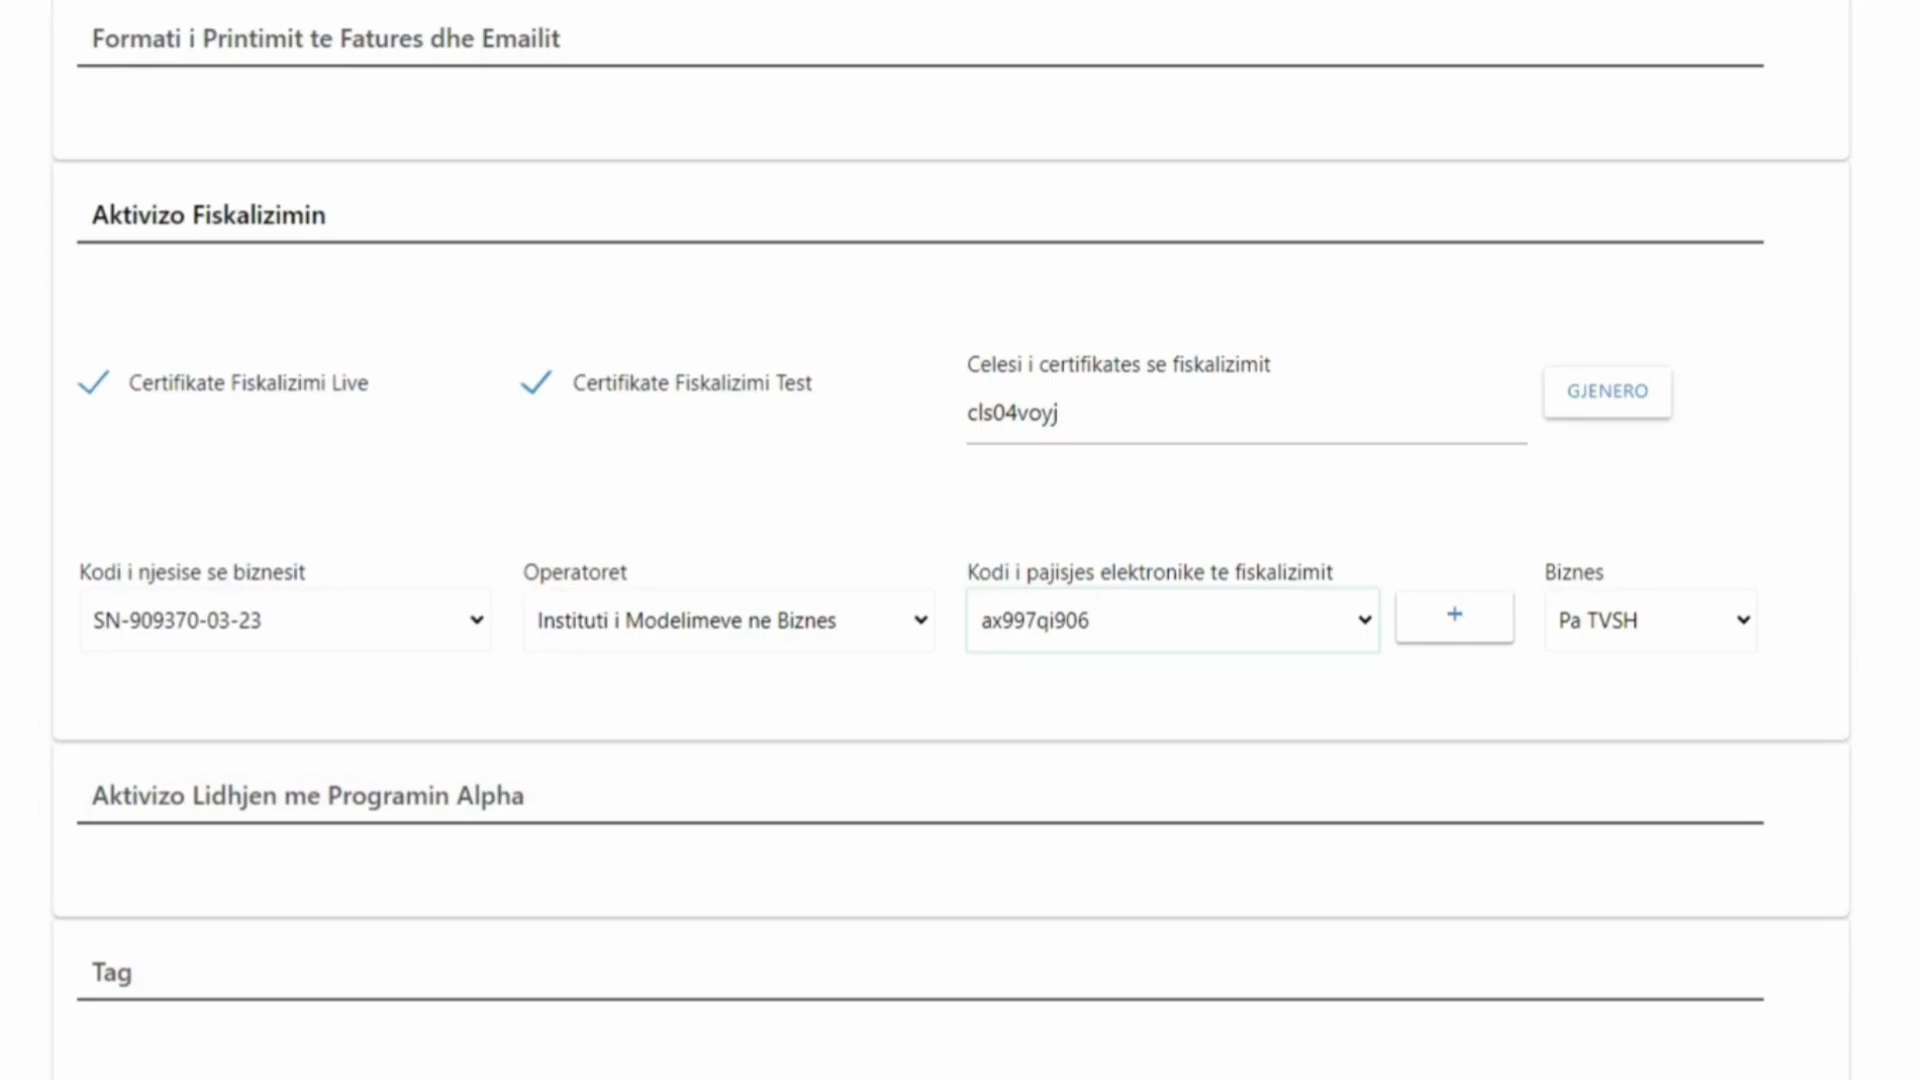 Formati i Printimit te Fatures dhe Emailit
Aktivizo Fiskalizimin
Certifikate Fiskalizimi Live
Certifikate Fiskalizimi Test
Celesi i certifikates se fiskalizimit
cls04voyj
GJENERO
Kodi i njesise se biznesit
SN-909370-03-23
Operatoret
Instituti i Modelimeve ne Biznes
Kodi i pajisjes elektronike te fiskalizimit
ax997qi906
+
Biznes
Pa TVSH
Aktivizo Lidhjen me Programin Alpha
Tag